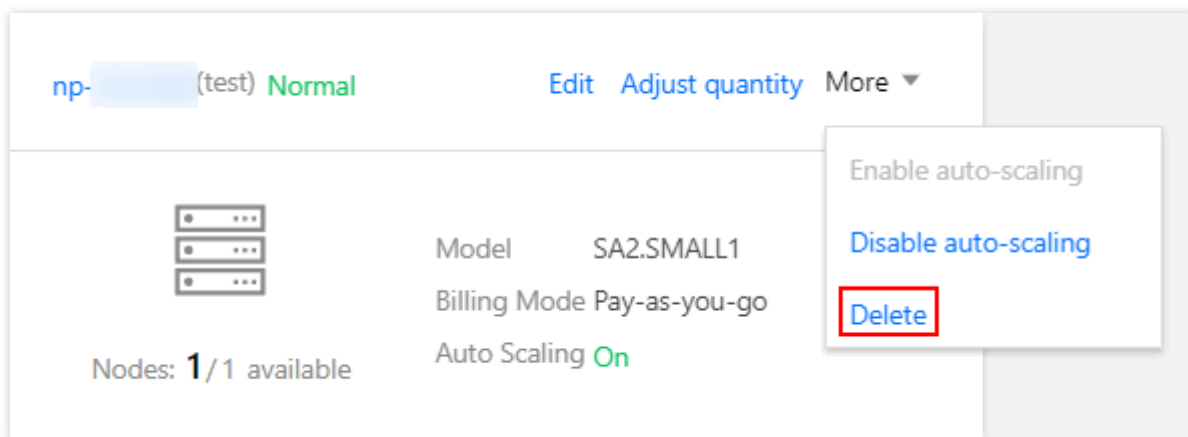 np- (test) Normal Edit Adjust quantity More
Enable auto-scaling
Disable auto-scaling
Delete
Model SA2.SMALL1
Billing Mode Pay-as-you-go
Auto Scaling On
Nodes: 1/1 available